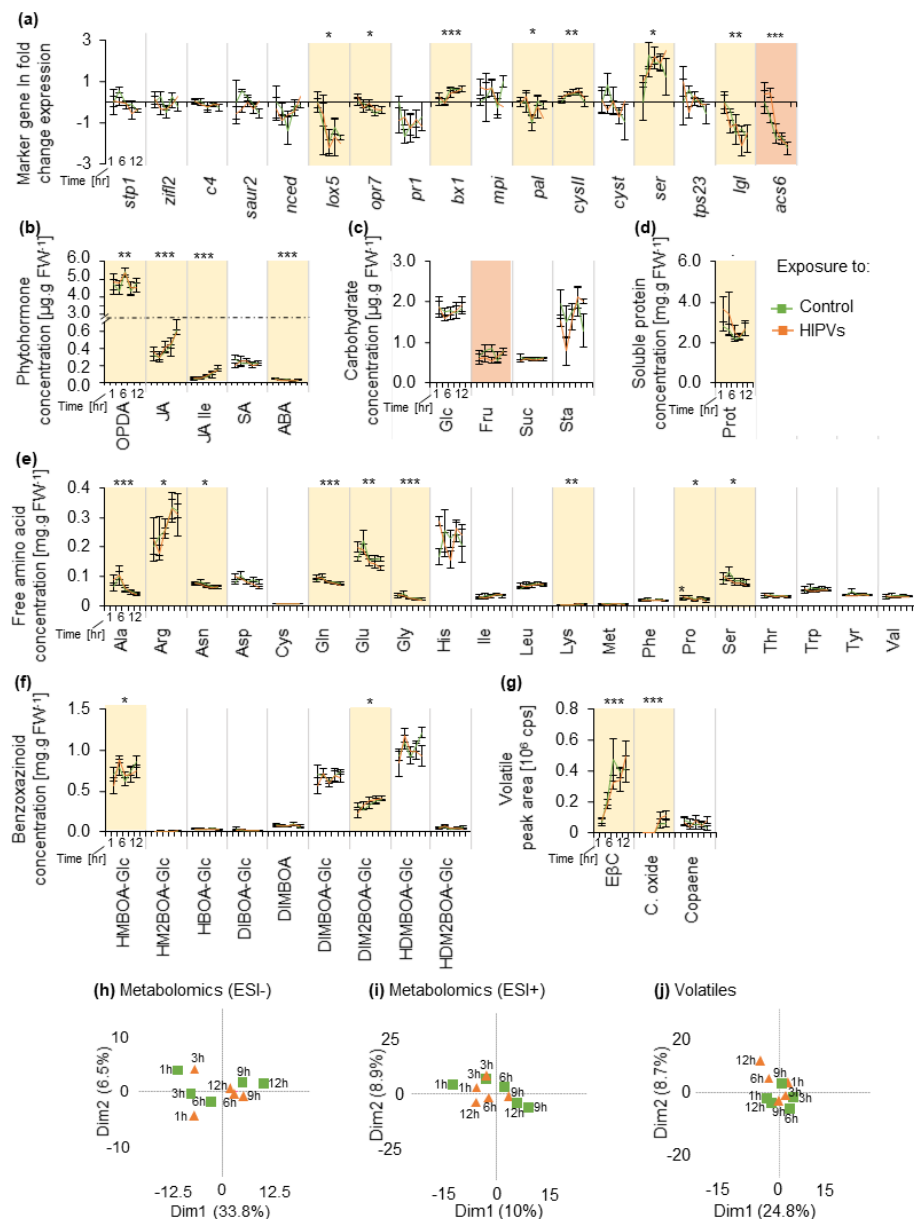 (a)
* * *** * ** * ** ***
Marker gene ln fold change expression
3
1
-1
-3
Time [hr] 1 6 12
stp1 zifl2 c4 saur2 nced lox5 opr7 pr1 bx1 mpi pal cysII cyst ser tps23 lgl acs6
(b)
** *** *** ***
Phytohormone concentration [µg.g FW-1]
6.0
5.0
4.0
3.0
0.6
0.4
0.2
0.0
Time [hr] 1 6 12
OPDA JA JA Ile SA ABA
(c)
Carbohydrate concentration [µg.g FW-1]
3.0
2.0
1.0
0.0
Time [hr] 1 6 12
Glc Fru Suc Sta
(d)
Soluble protein concentration [mg.g FW-1]
6.0
4.0
2.0
0.0
Time [hr] 1 6 12
Prot
Exposure to:
Control
HIPVs
(e)
*** * * *** ** *** ** * *
Free amino acid concentration [mg.g FW-1]
0.4
0.3
0.2
0.1
0
*
Time [hr] 1 6 12
Ala Arg Asn Asp Cys Gln Glu Gly His Ile Leu Lys Met Phe Pro Ser Thr Trp Tyr Val
(f)
* *
Benzoxazinoid concentration [mg.g FW-1]
1.5
1.0
0.5
0.0
Time [hr] 1 6 12
HMBOA-Glc HM2BOA-Glc HBOA-Glc DIBOA-Glc DIMBOA DIMBOA-Glc DIM2BOA-Glc HDMBOA-Glc HDM2BOA-Glc
(g)
*** ***
Volatile peak area [10⁶ cps]
0.8
0.6
0.4
0.2
0
Time [hr] 1 6 12
EβC C. oxide Copaene
(h) Metabolomics (ESI-)
10
0
-10
Dim2 (6.5%)
1h 3h 3h 6h 1h 12h 9h 12h 9h
-12.5 0 12.5
Dim1 (33.8%)
(i) Metabolomics (ESI+)
25
0
-25
Dim2 (8.9%)
1h 3h 3h 6h 12h 6h 9h 12h 9h
-15 0 15
Dim1 (10%)
(j) Volatiles
20
0
-20
Dim2 (8.7%)
12h 6h 9h 1h 1h 3h 3h 12h 9h 6h
-15 0 15
Dim1 (24.8%)